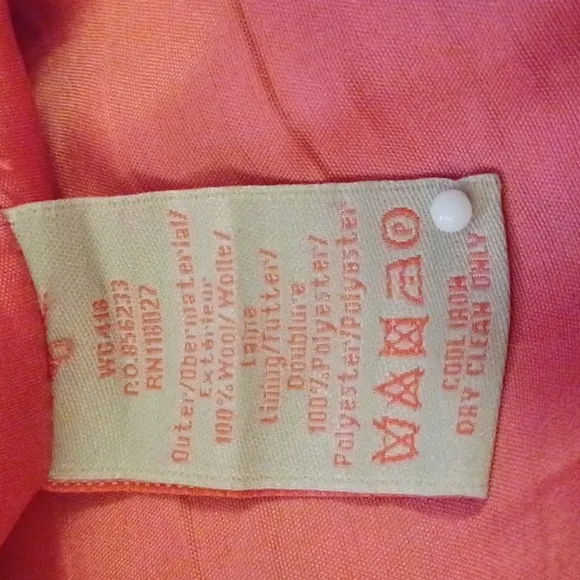 WC.416
P.O.656233
RN118027
Outer/Obermaterial/
Extérieur
100%Wool/Wolle/
Laine
Lining/Futter/
Doublure
100%Polyester/
Polyester/Polyester
P
COOL IRON
DRY CLEAN ONLY